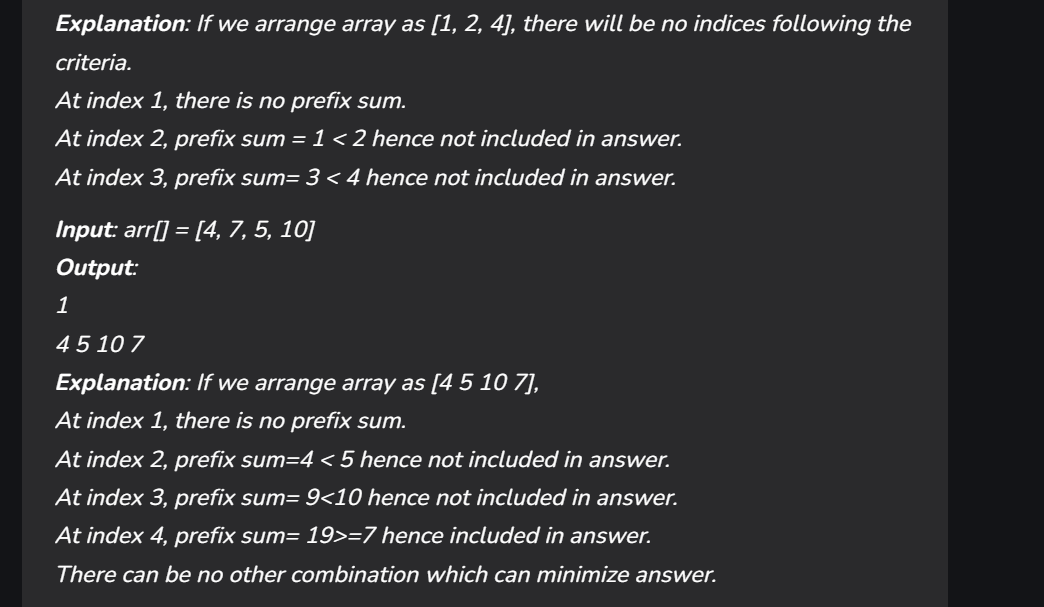 Explanation: If we arrange array as [1, 2, 4], there will be no indices following the
criteria.
At index 1, there is no prefix sum.
At index 2, prefix sum = 1 < 2 hence not included in answer.
At index 3, prefix sum= 3 < 4 hence not included in answer.
Input: arr[] = [4, 7, 5, 10]
Output:
1
4 5 10 7
Explanation: If we arrange array as [4 5 10 7],
At index 1, there is no prefix sum.
At index 2, prefix sum=4 < 5 hence not included in answer.
At index 3, prefix sum= 9<10 hence not included in answer.
At index 4, prefix sum= 19>=7 hence included in answer.
There can be no other combination which can minimize answer.